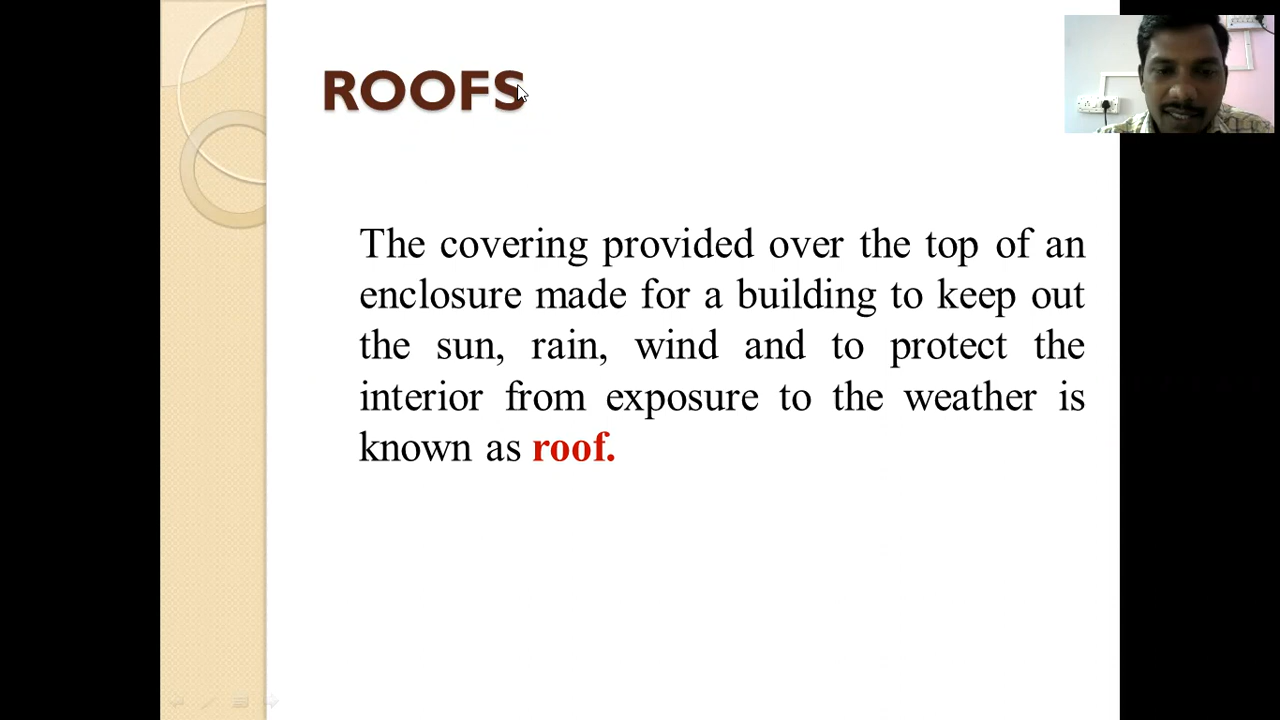 ROOFS
The covering provided over the top of an
enclosure made for a building to keep out
the sun, rain, wind and to protect the
interior from exposure to the weather is
known as roof.